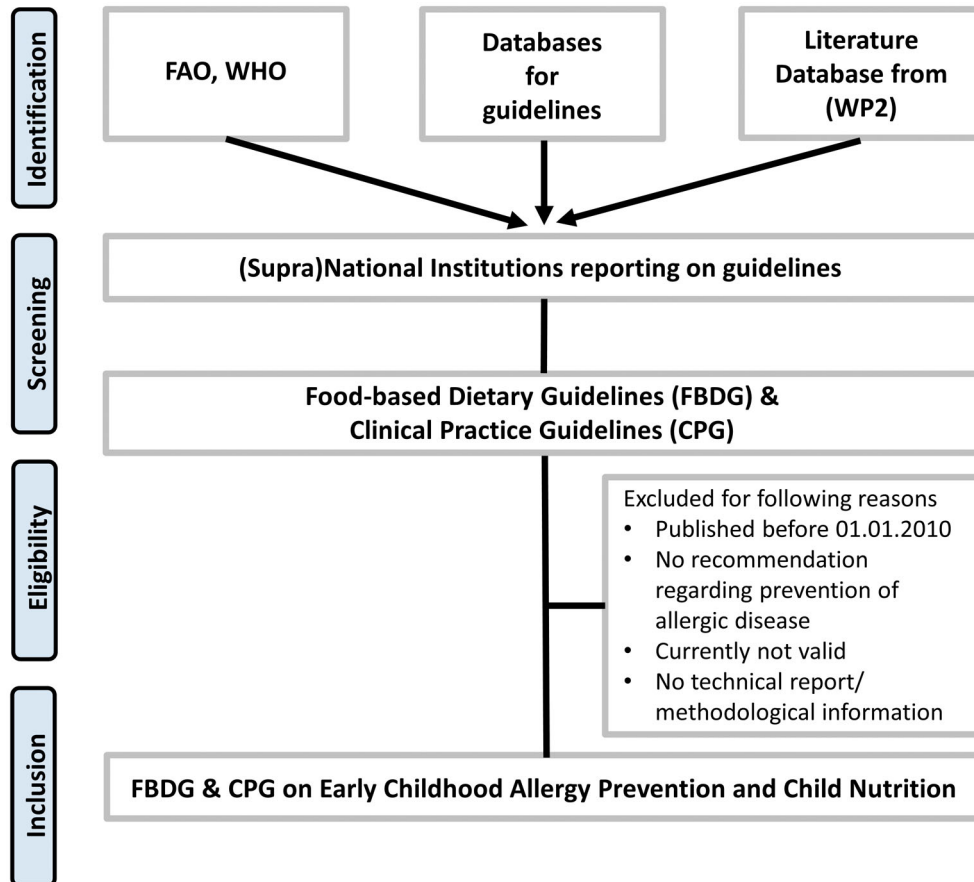 Identification
FAO, WHO
Databases
for
guidelines
Literature
Database from
(WP2)
Screening
(Supra)National Institutions reporting on guidelines
Food-based Dietary Guidelines (FBDG) &
Clinical Practice Guidelines (CPG)
Eligibility
Excluded for following reasons
• Published before 01.01.2010
• No recommendation
regarding prevention of
allergic disease
• Currently not valid
• No technical report/
methodological information
Inclusion
FBDG & CPG on Early Childhood Allergy Prevention and Child Nutrition